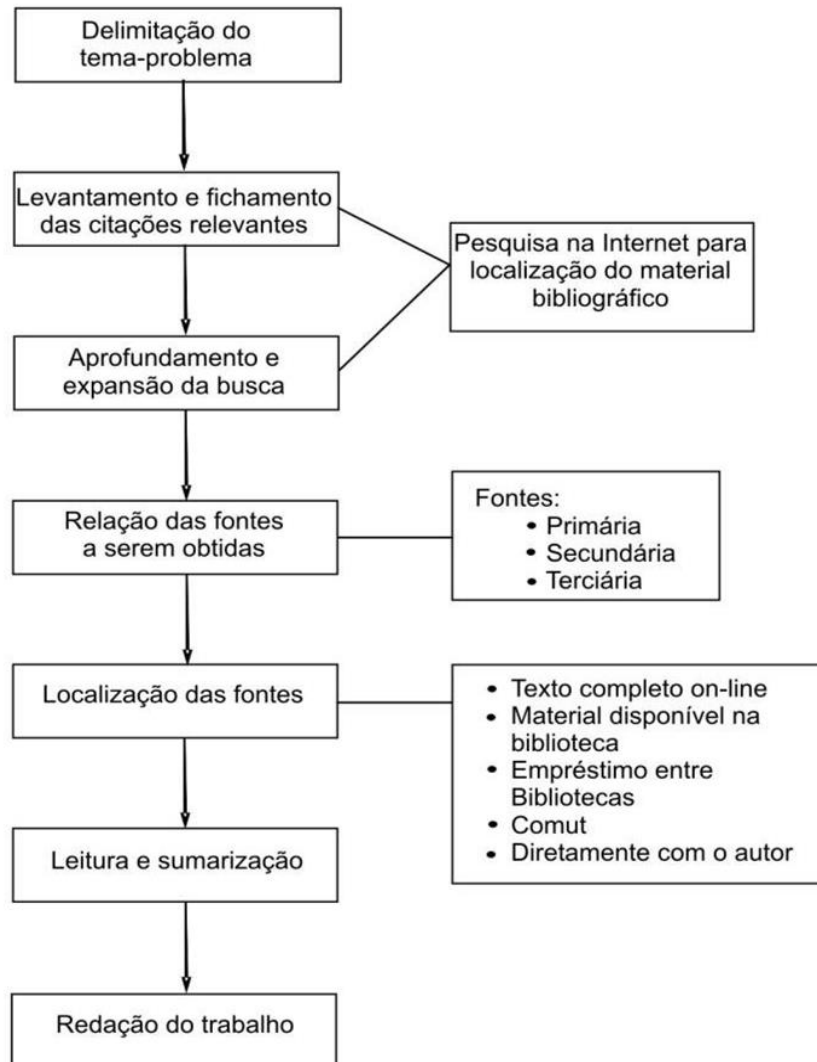 Delimitação do
tema-problema
Levantamento e fichamento
das citações relevantes
Pesquisa na Internet para
localização do material
bibliográfico
Aprofundamento e
expansão da busca
Relação das fontes
a serem obtidas
Fontes:
• Primária
• Secundária
• Terciária
Localização das fontes
• Texto completo on-line
• Material disponível na
biblioteca
• Empréstimo entre
Bibliotecas
• Comut
• Diretamente com o autor
Leitura e sumarização
Redação do trabalho